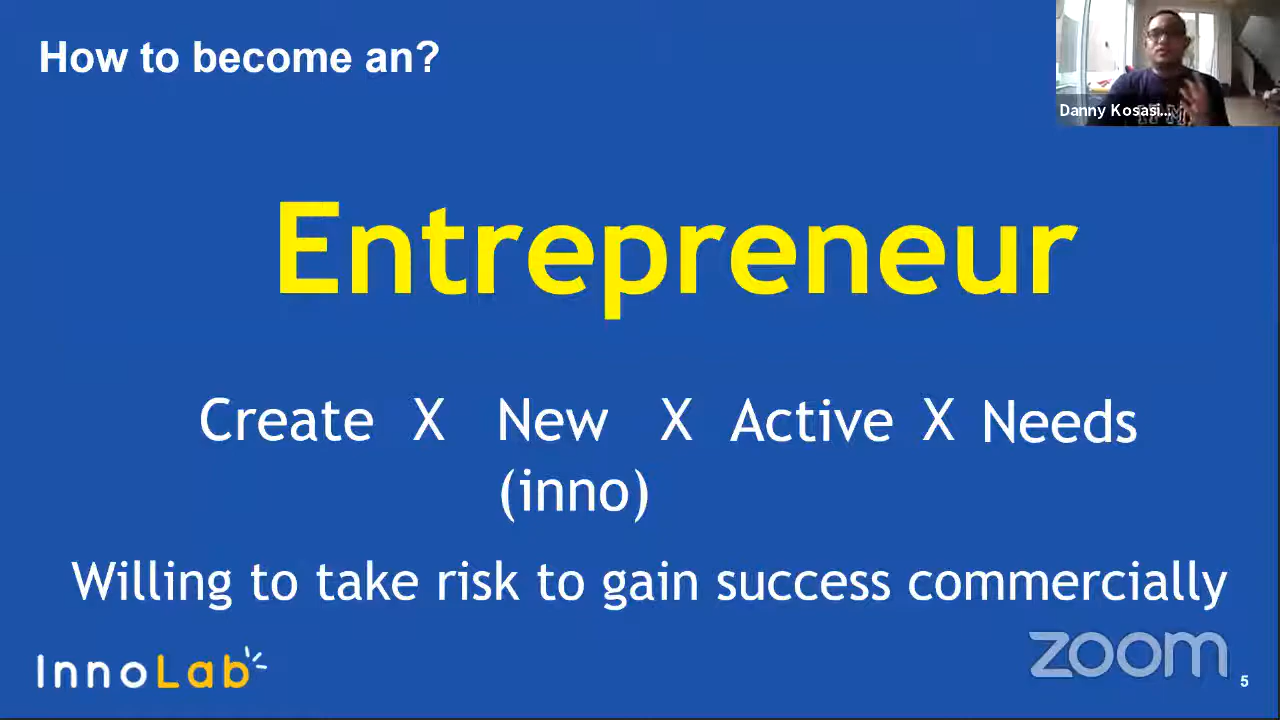 How to become an?
Danny Kosasi...
Entrepreneur
Create X New X Active X Needs
(inno)
Willing to take risk to gain success commercially
InnoLab
zoom
5